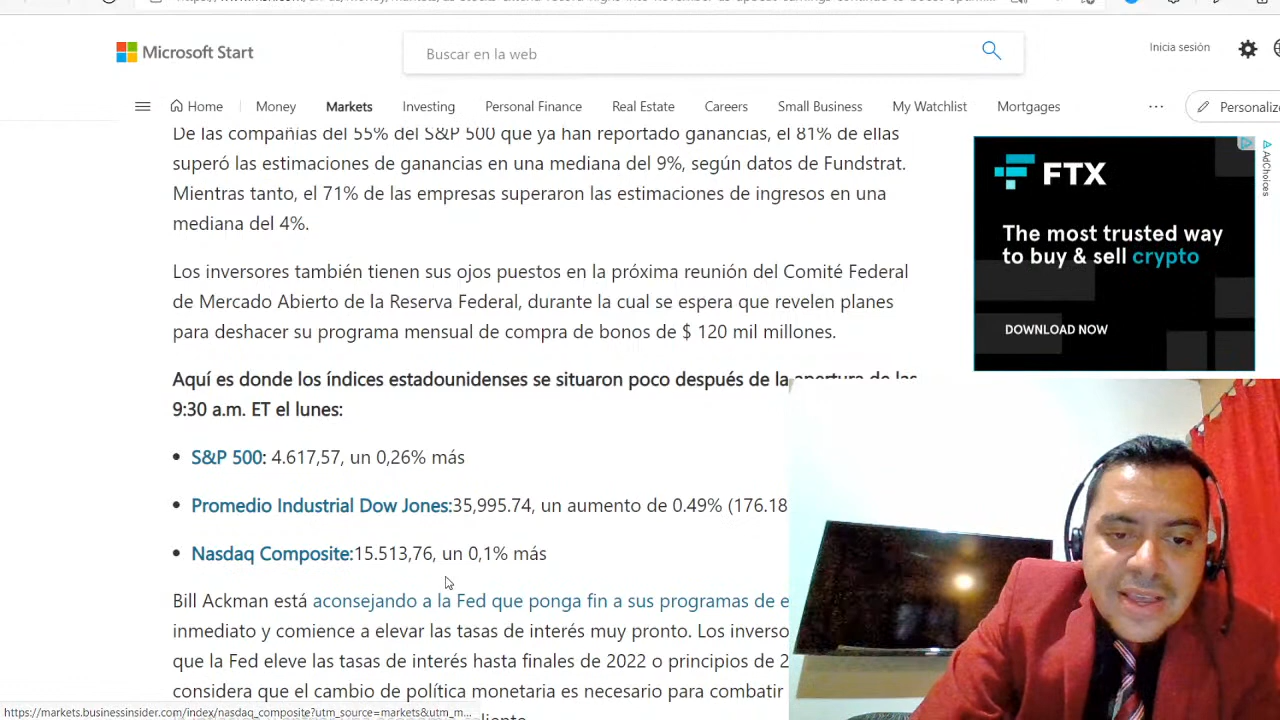 Microsoft Start
Buscar en la web
Inicia sesión
Home
Money
Markets
Investing
Personal Finance
Real Estate
Careers
Small Business
My Watchlist
Mortgages
...
Personalize
De las compañías del 55% del S&P 500 que ya han reportado ganancias, el 81% de ellas
superó las estimaciones de ganancias en una mediana del 9%, según datos de Fundstrat.
Mientras tanto, el 71% de las empresas superaron las estimaciones de ingresos en una
mediana del 4%.
Los inversores también tienen sus ojos puestos en la próxima reunión del Comité Federal
de Mercado Abierto de la Reserva Federal, durante la cual se espera que revelen planes
para deshacer su programa mensual de compra de bonos de $ 120 mil millones.
Aquí es donde los índices estadounidenses se situaron poco después de la apertura de las
9:30 a.m. ET el lunes:
S&P 500: 4.617,57, un 0,26% más
Promedio Industrial Dow Jones:35,995.74, un aumento de 0.49% (176.18
Nasdaq Composite:15.513,76, un 0,1% más
Bill Ackman está aconsejando a la Fed que ponga fin a sus programas de e
inmediato y comience a elevar las tasas de interés muy pronto. Los inverso
que la Fed eleve las tasas de interés hasta finales de 2022 o principios de 2
considera que el cambio de política monetaria es necesario para combatir
FTX
The most trusted way
to buy & sell crypto
DOWNLOAD NOW
AdChoices
https://markets.businessinsider.com/index/nasdaq_composite?utm_source=markets&utm_m...